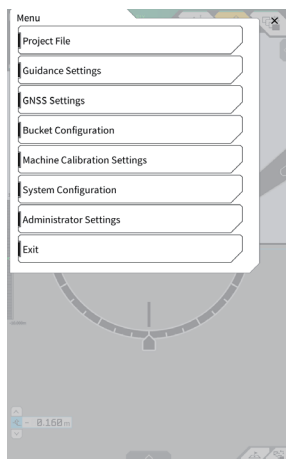 Menu
Project File
Guidance Settings
GNSS Settings
Bucket Configuration
Machine Calibration Settings
System Configuration
Administrator Settings
Exit
- 0.160 m